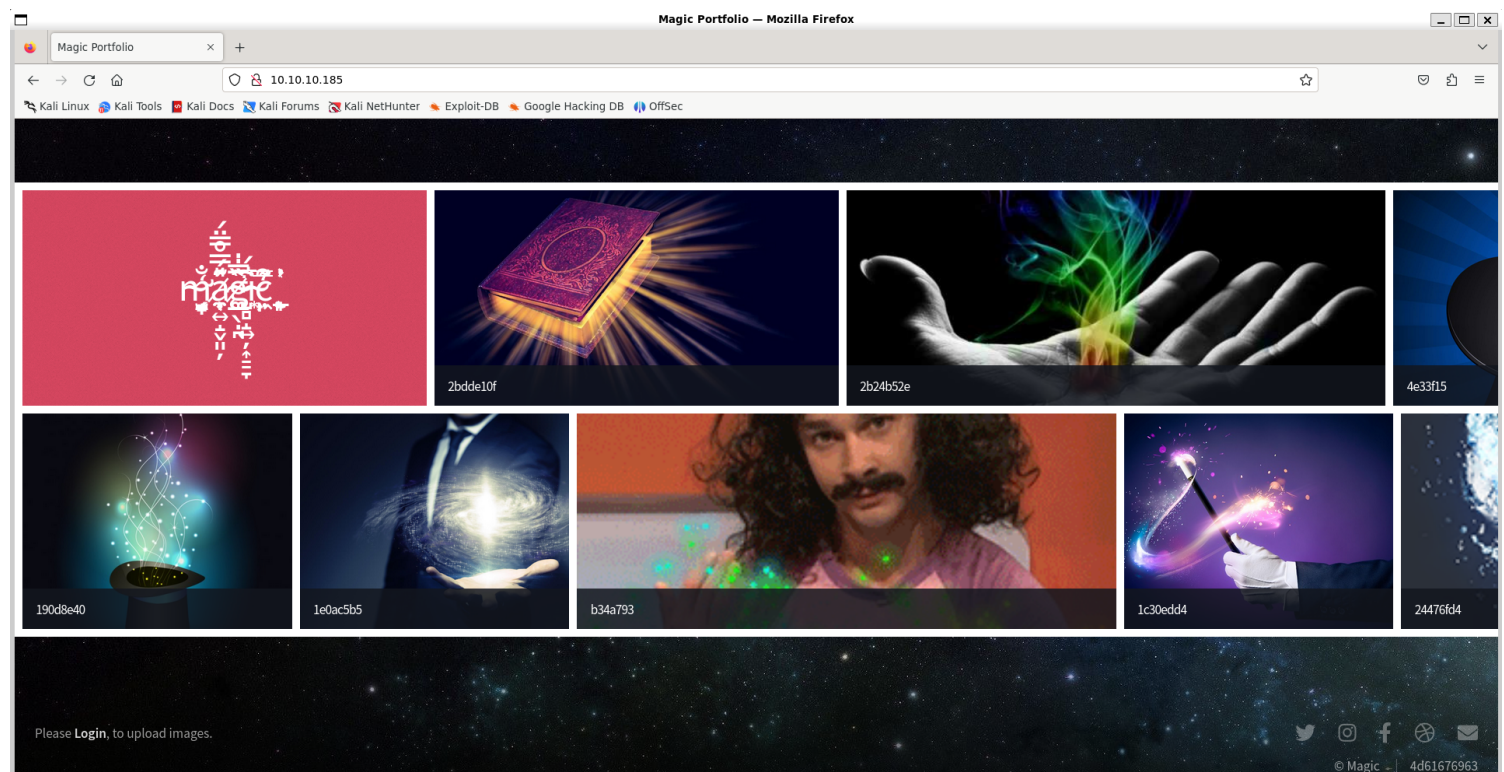 Magic Portfolio — Mozilla Firefox
Magic Portfolio
10.10.10.185
Kali Linux Kali Tools Kali Docs Kali Forums Kali NetHunter Exploit-DB Google Hacking DB OffSec
magic
2bdde10f
2b24b52e
4e33f15
190d8e40
1e0ac5b5
b34a793
1c30edd4
24476fd4
Please Login, to upload images.
© Magic - | 4d61676963